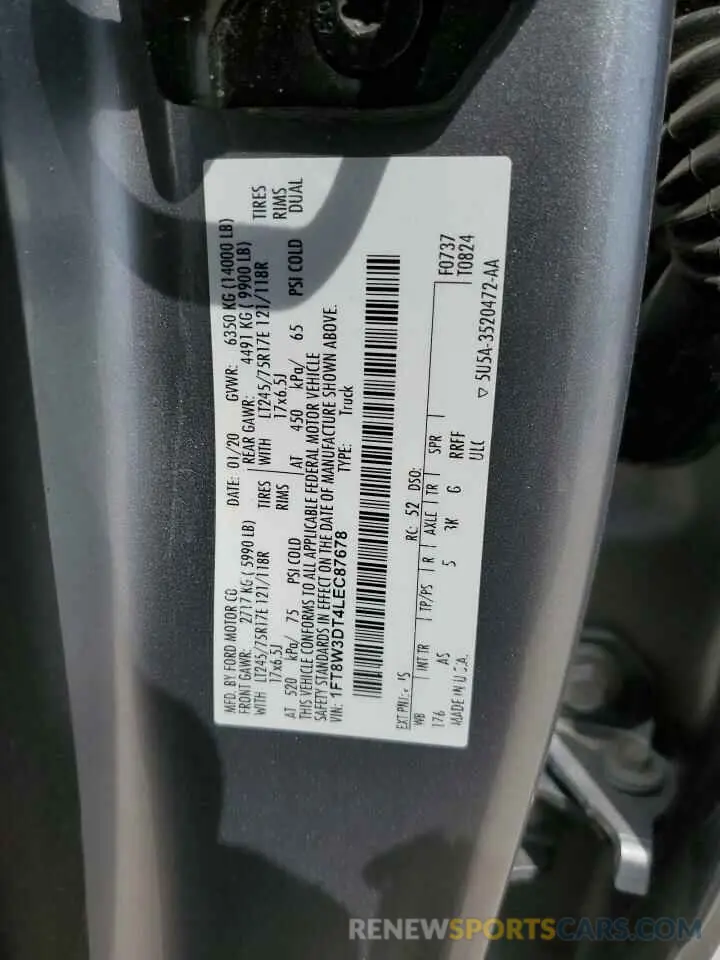 MFD. BY FORD MOTOR CO. DATE: 01/20 GVWR: 6350 KG (14000 LB)
FRONT GAWR: 2717 KG ( 5990 LB) REAR GAWR: 4491 KG ( 9900 LB)
WITH LT245/75R17E 121/118R TIRES WITH LT245/75R17E 121/118R TIRES
17x6.5J RIMS 17x6.5J RIMS
AT 520 kPa/ 75 PSI COLD AT 450 kPa/ 65 PSI COLD DUAL
THIS VEHICLE CONFORMS TO ALL APPLICABLE FEDERAL MOTOR VEHICLE
SAFETY STANDARDS IN EFFECT ON THE DATE OF MANUFACTURE SHOWN ABOVE.
VIN: 1FT8W3DT4LEC87678 TYPE: Truck
F0737
T0824
EXT PNT: RC: 52 DSO:
WB INT TR TP/PS R AXLE TR SPR
176 AS 5 3K G RRFF
MADE IN U.S.A. ULC
▽ 5U5A-3520472-AA
RENEWSPORTSCARS.COM